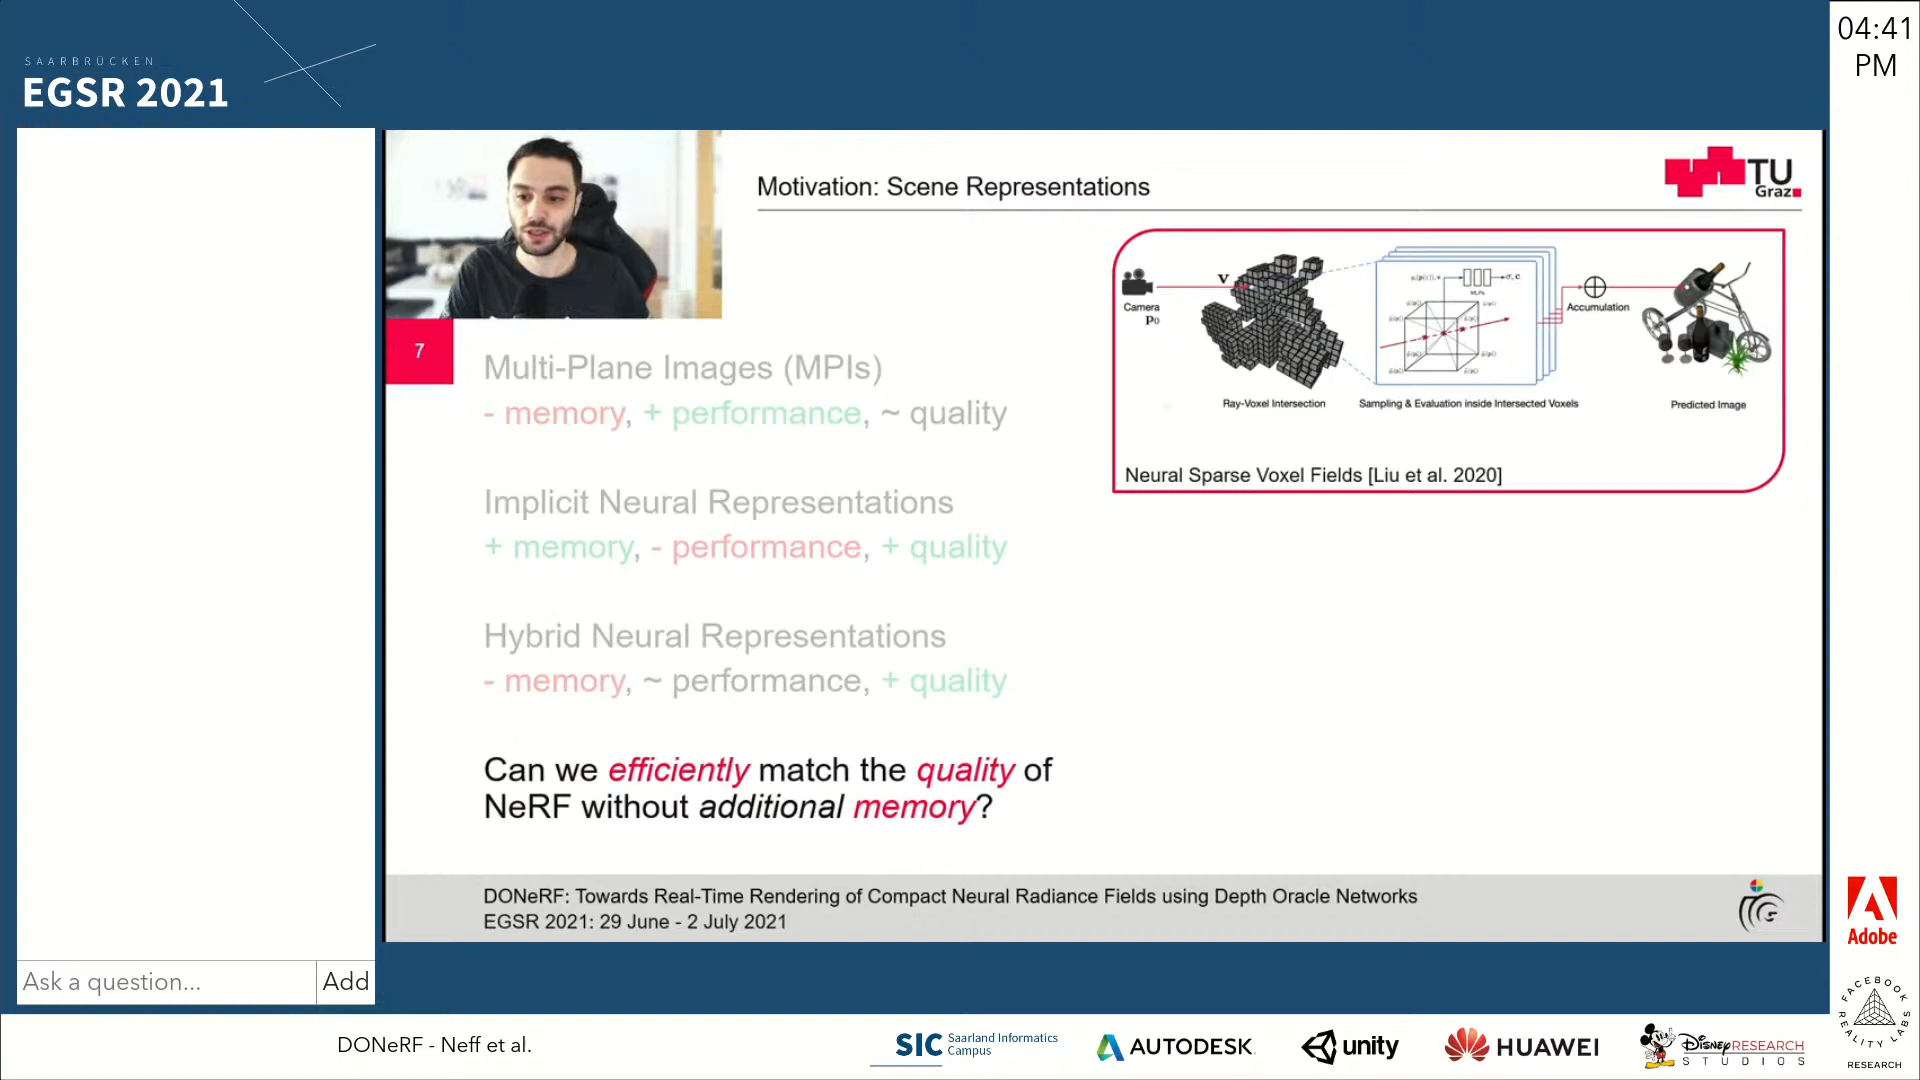 SAARBRÜCKEN
EGSR 2021
04:41
PM
Motivation: Scene Representations
TU
Graz
7
Camera
p0
v
MLPs
σ, c
Accumulation
Ray-Voxel Intersection
Sampling & Evaluation inside Intersected Voxels
Predicted Image
Neural Sparse Voxel Fields [Liu et al. 2020]
Multi-Plane Images (MPIs)
- memory, + performance, ~ quality
Implicit Neural Representations
+ memory, - performance, + quality
Hybrid Neural Representations
- memory, ~ performance, + quality
Can we efficiently match the quality of
NeRF without additional memory?
DONeRF: Towards Real-Time Rendering of Compact Neural Radiance Fields using Depth Oracle Networks
EGSR 2021: 29 June - 2 July 2021
Ask a question...
Add
Adobe
FACEBOOK
REALITY LABS
RESEARCH
DONeRF - Neff et al.
SIC Saarland Informatics
Campus
AUTODESK
unity
HUAWEI
Disney RESEARCH
STUDIOS